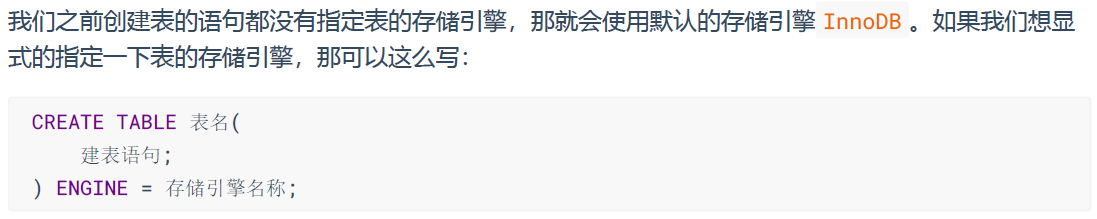 我们之前创建表的语句都没有指定表的存储引擎，那就会使用默认的存储引擎 InnoDB 。如果我们想显
式的指定一下表的存储引擎，那可以这么写：
CREATE TABLE 表名(
    建表语句;
) ENGINE = 存储引擎名称;